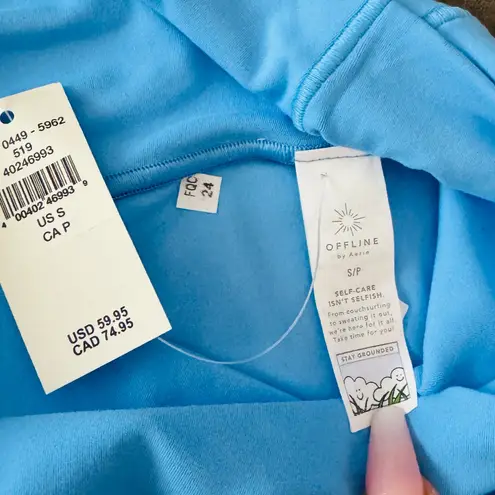 0449 - 5962
519
40246993
4 00402 46993 9
US S
CA P
USD 59.95
CAD 74.95
FQC
24
OFFLINE
by Aerie
S/P
SELF-CARE
ISN'T SELFISH.
From couchsurfing
to sweating it out,
we're here for it all.
Take time for you!
STAY GROUNDED